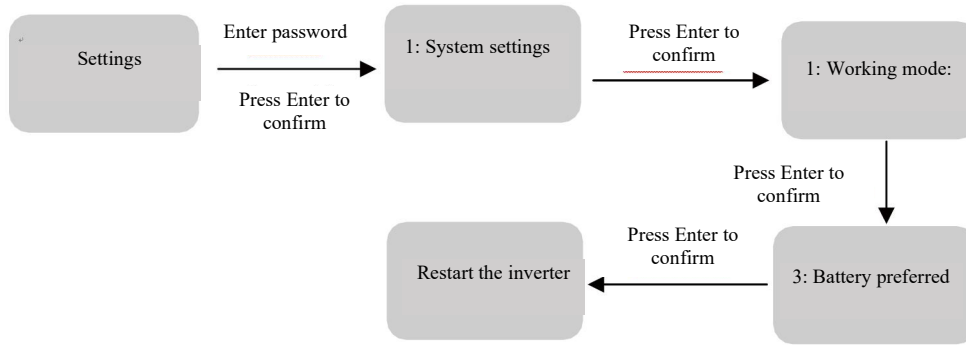 Settings
Enter password
Press Enter to
confirm
1: System settings
Press Enter to
confirm
1: Working mode:
Press Enter to
confirm
3: Battery preferred
Press Enter to
confirm
Restart the inverter